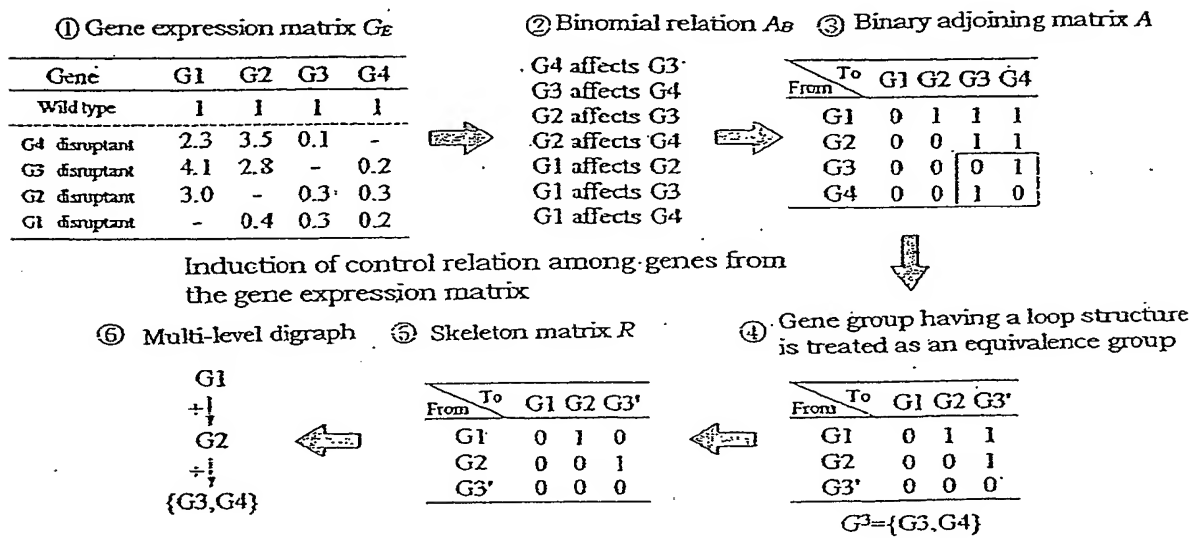 ① Gene expression matrix GE
Gene G1 G2 G3 G4
Wild type 1 1 1 1
G4 disruptant 2.3 3.5 0.1 -
G3 disruptant 4.1 2.8 - 0.2
G2 disruptant 3.0 - 0.3 0.3
G1 disruptant - 0.4 0.3 0.2
② Binomial relation AB
G4 affects G3
G3 affects G4
G2 affects G3
G2 affects G4
G1 affects G2
G1 affects G3
G1 affects G4
③ Binary adjoining matrix A
From To G1 G2 G3 G4
G1 0 1 1 1
G2 0 0 1 1
G3 0 0 0 1
G4 0 0 1 0
Induction of control relation among genes from
the gene expression matrix
④ Gene group having a loop structure
is treated as an equivalence group
From To G1 G2 G3'
G1 0 1 1
G2 0 0 1
G3' 0 0 0
G3={G3,G4}
⑤ Skeleton matrix R
From To G1 G2 G3'
G1 0 1 0
G2 0 0 1
G3' 0 0 0
⑥ Multi-level digraph
G1
+
G2
÷
{G3,G4}